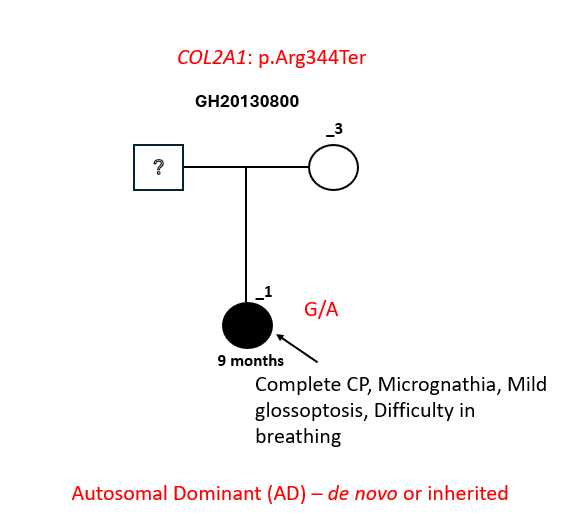 COL2A1: p.Arg344Ter
GH20130800
_3
?
_1
G/A
9 months
Complete CP, Micrognathia, Mild
glossoptosis, Difficulty in
breathing
Autosomal Dominant (AD) – de novo or inherited